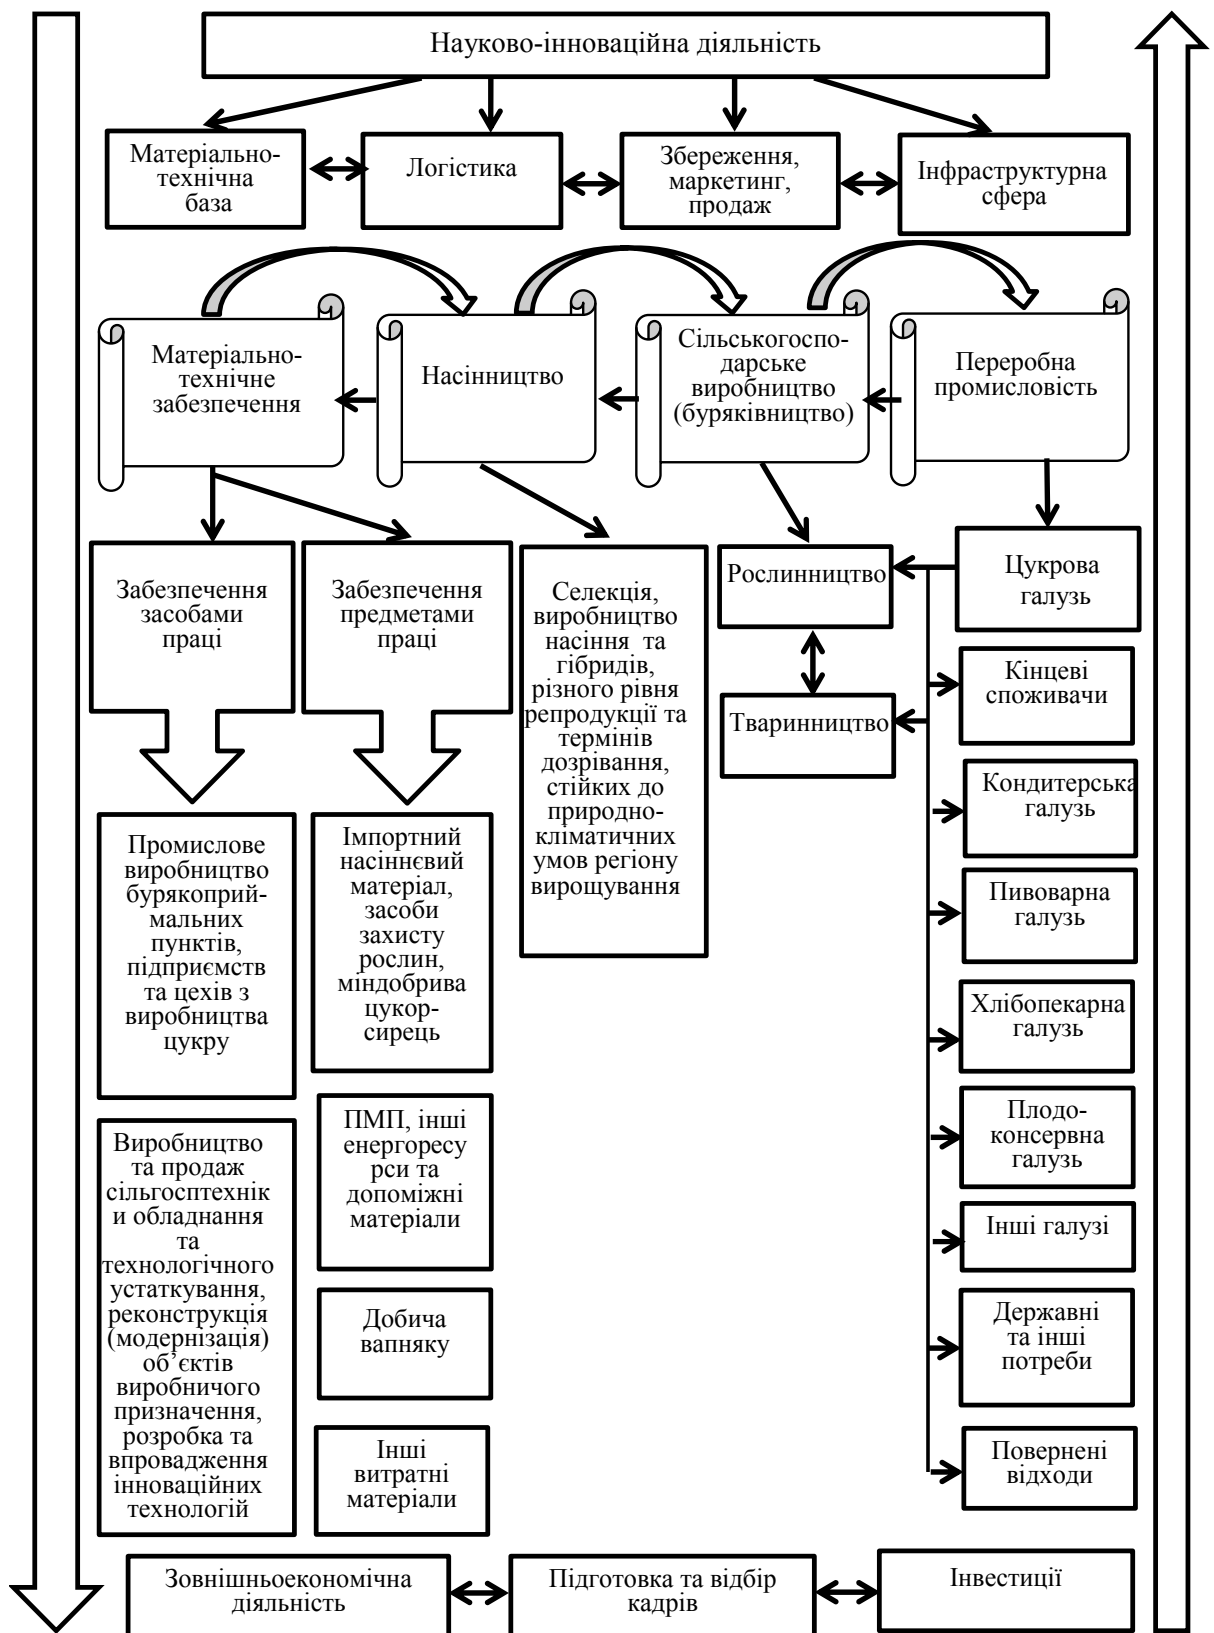 Науково-інноваційна діяльність
Матеріально-
технічна
база
Логістика
Збереження,
маркетинг,
продаж
Інфраструктурна
сфера
Матеріально-
технічне
забезпечення
Насінництво
Сільськогоспо-
дарське
виробництво
(буряківництво)
Переробна
промисловість
Забезпечення
засобами
праці
Забезпечення
предметами
праці
Селекція,
виробництво
насіння та
гібридів,
різного рівня
репродукції та
термінів
дозрівання,
стійких до
природно-
кліматичних
умов регіону
вирощування
Рослинництво
Тваринництво
Цукрова
галузь
Кінцеві
споживачи
Кондитерська
галузь
Пивоварна
галузь
Хлібопекарна
галузь
Плодо-
консервна
галузь
Інші галузі
Державні
та інші
потреби
Повернені
відходи
Промислове
виробництво
бурякоприй-
мальних
пунктів,
підприємств
та цехів з
виробництва
цукру
Імпортний
насіннєвий
матеріал,
засоби
захисту
рослин,
міндобрива
цукор-
сирець
Виробництво
та продаж
сільгосптехнік
и обладнання
та
технологічного
устаткування,
реконструкція
(модернізація)
об’єктів
виробничого
призначення,
розробка та
впровадження
інноваційних
технологій
ПМП, інші
енергоресу
рси та
допоміжні
матеріали
Добича
вапняку
Інші
витратні
матеріали
Зовнішньоекономічна
діяльність
Підготовка та відбір
кадрів
Інвестиції